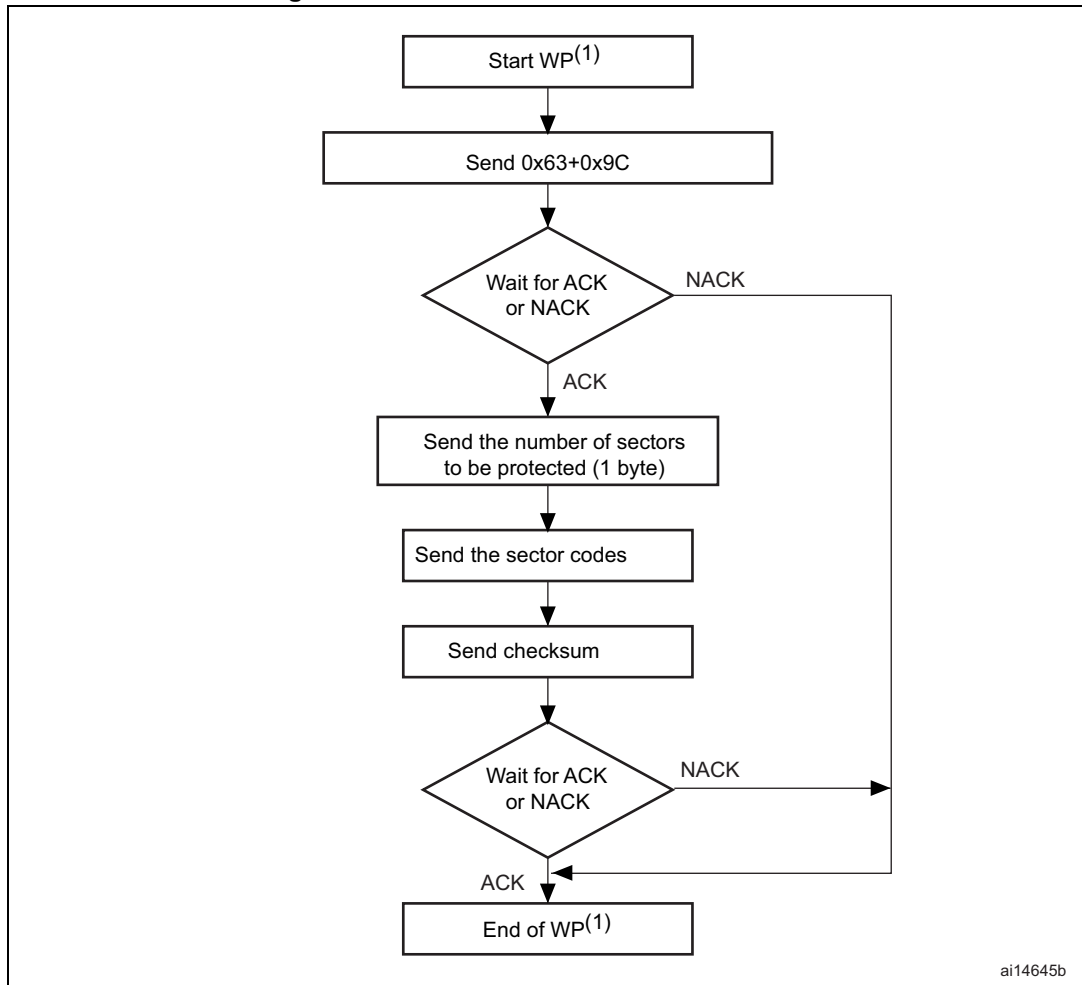 Start WP(1)
Send 0x63+0x9C
Wait for ACK
or NACK
NACK
ACK
Send the number of sectors
to be protected (1 byte)
Send the sector codes
Send checksum
Wait for ACK
or NACK
NACK
ACK
End of WP(1)
ai14645b